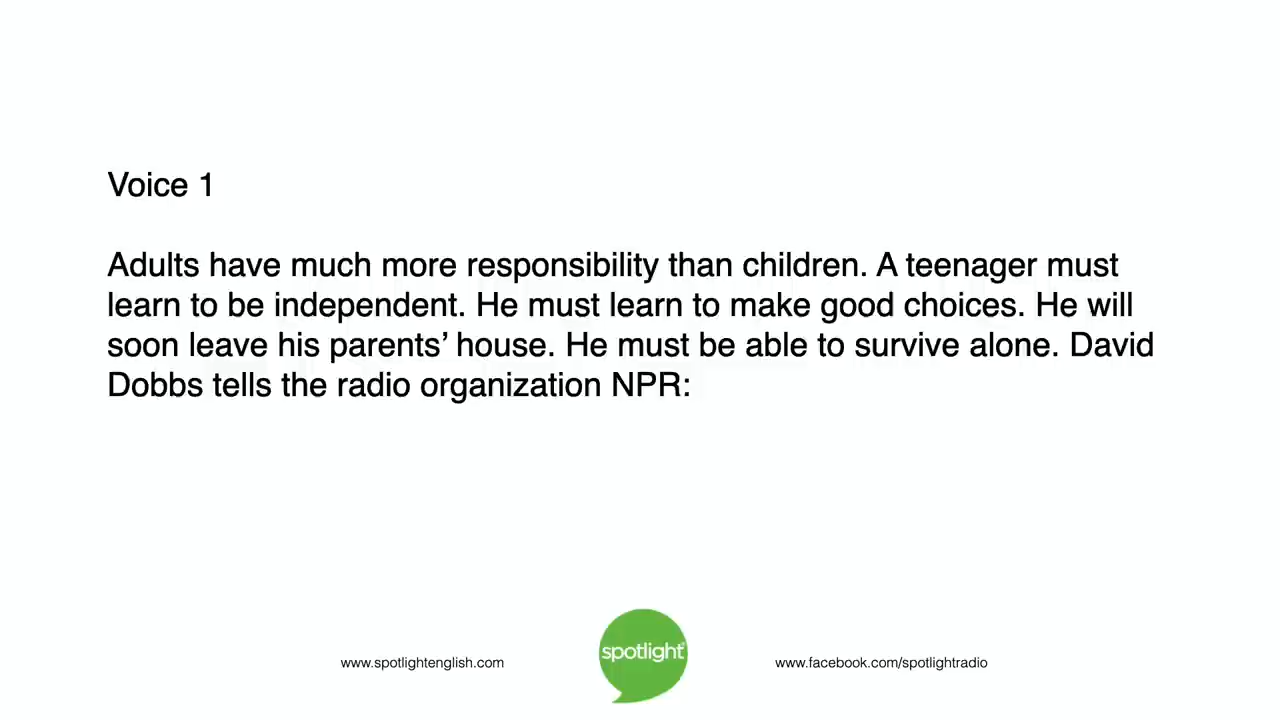 Voice 1
Adults have much more responsibility than children. A teenager must
learn to be independent. He must learn to make good choices. He will
soon leave his parents’ house. He must be able to survive alone. David
Dobbs tells the radio organization NPR:
www.spotlightenglish.com
spotlight
www.facebook.com/spotlightradio